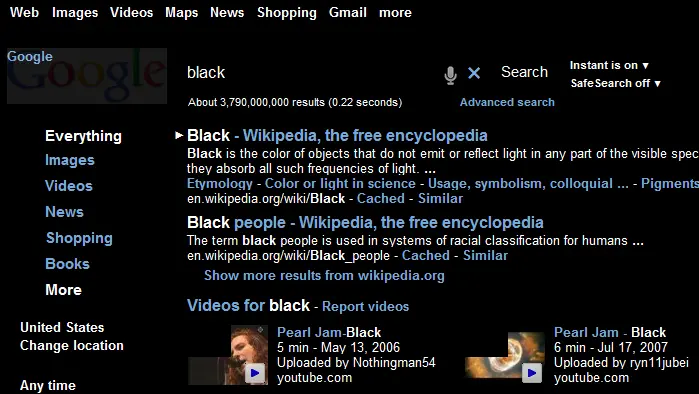 Web Images Videos Maps News Shopping Gmail more
Google
Google
black Search
Instant is on ▼
SafeSearch off ▼
About 3,790,000,000 results (0.22 seconds) Advanced search
Everything
Images
Videos
News
Shopping
Books
More
United States
Change location
Any time
Black - Wikipedia, the free encyclopedia
Black is the color of objects that do not emit or reflect light in any part of the visible spec
they absorb all such frequencies of light. ...
Etymology - Color or light in science - Usage, symbolism, colloquial ... - Pigments
en.wikipedia.org/wiki/Black - Cached - Similar
Black people - Wikipedia, the free encyclopedia
The term black people is used in systems of racial classification for humans ...
en.wikipedia.org/wiki/Black_people - Cached - Similar
Show more results from wikipedia.org
Videos for black - Report videos
Pearl Jam-Black
5 min - May 13, 2006
Uploaded by Nothingman54
youtube.com
Pearl Jam - Black
6 min - Jul 17, 2007
Uploaded by ryn11jubei
youtube.com